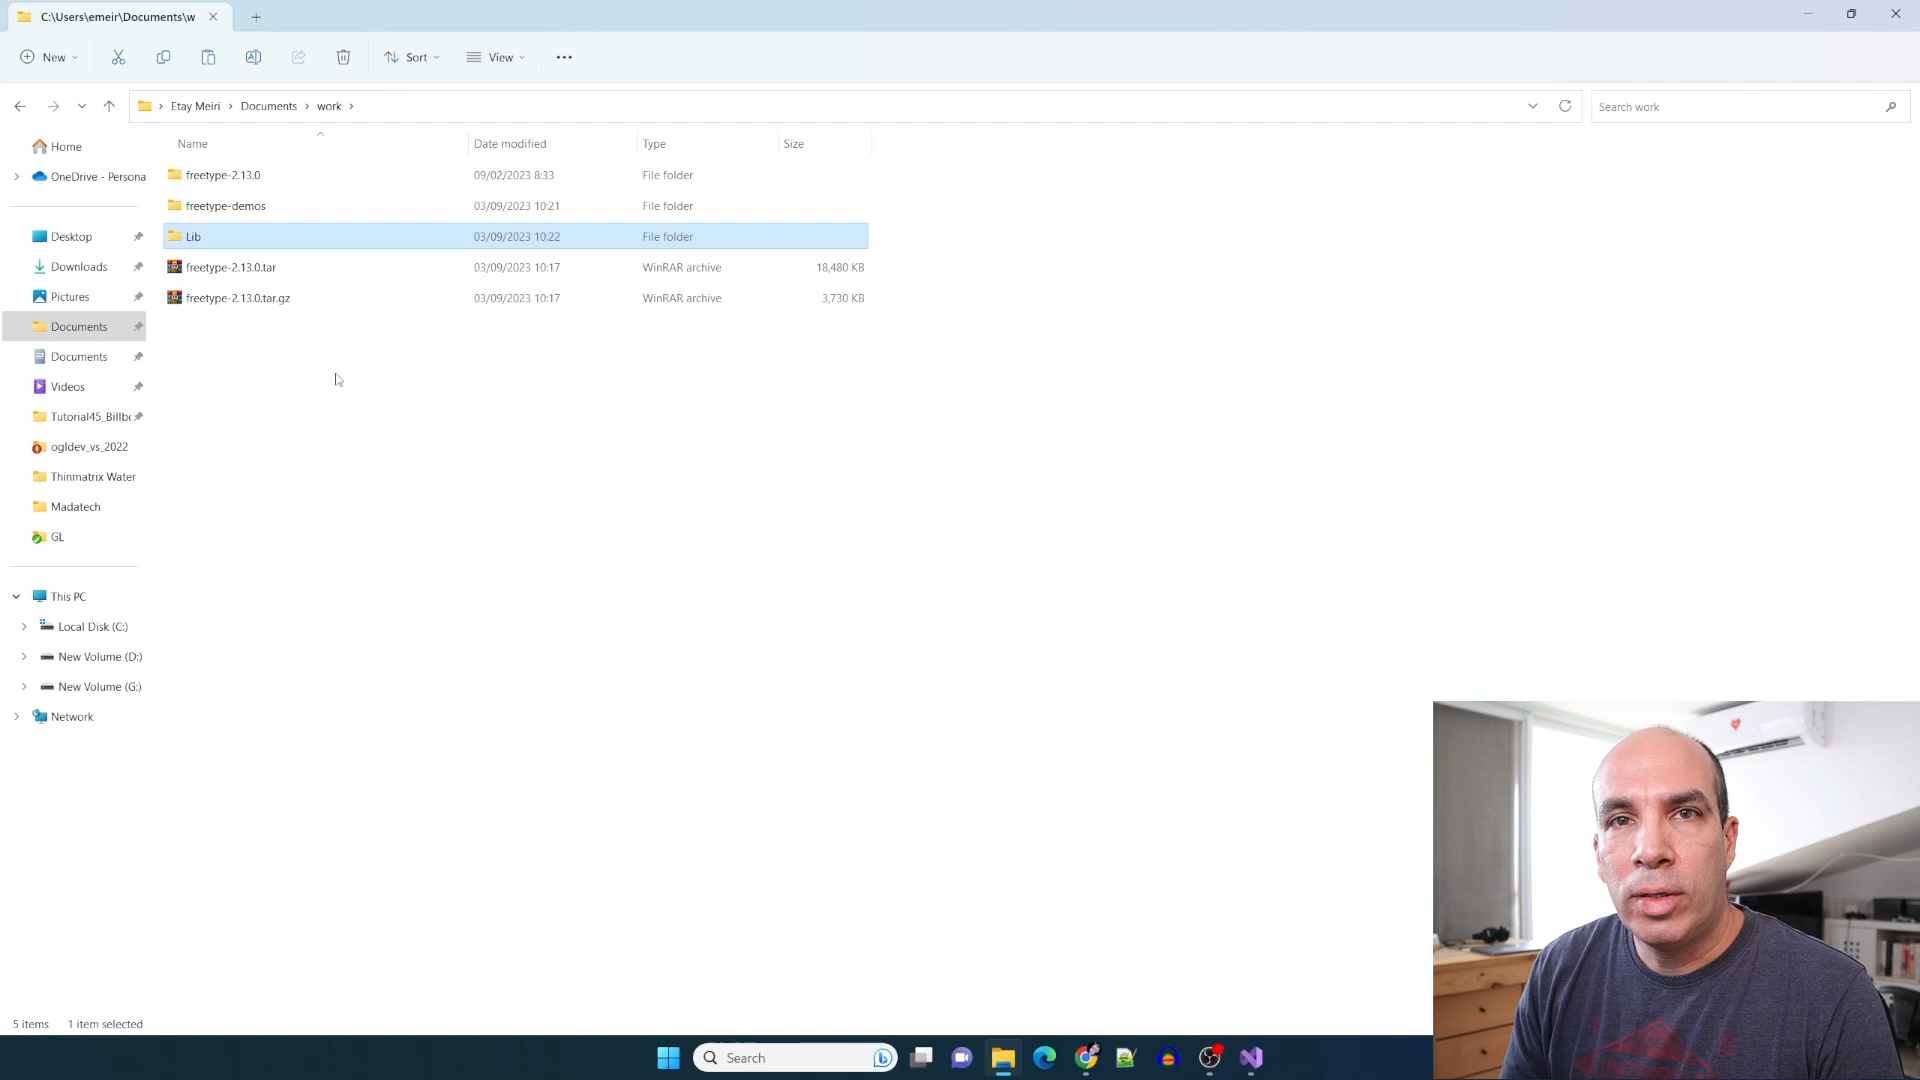 C:\Users\emeir\Documents\w
New
Sort
View
Etay Meiri
Documents
work
Search work
Name
Date modified
Type
Size
freetype-2.13.0
09/02/2023 8:33
File folder
freetype-demos
03/09/2023 10:21
File folder
Lib
03/09/2023 10:22
File folder
freetype-2.13.0.tar
03/09/2023 10:17
WinRAR archive
18,480 KB
freetype-2.13.0.tar.gz
03/09/2023 10:17
WinRAR archive
3,730 KB
Home
OneDrive - Persona
Desktop
Downloads
Pictures
Documents
Documents
Videos
Tutorial45_Billbo
ogldev_vs_2022
Thinmatrix Water
Madatech
GL
This PC
Local Disk (C:)
New Volume (D:)
New Volume (G:)
Network
5 items
1 item selected
Search